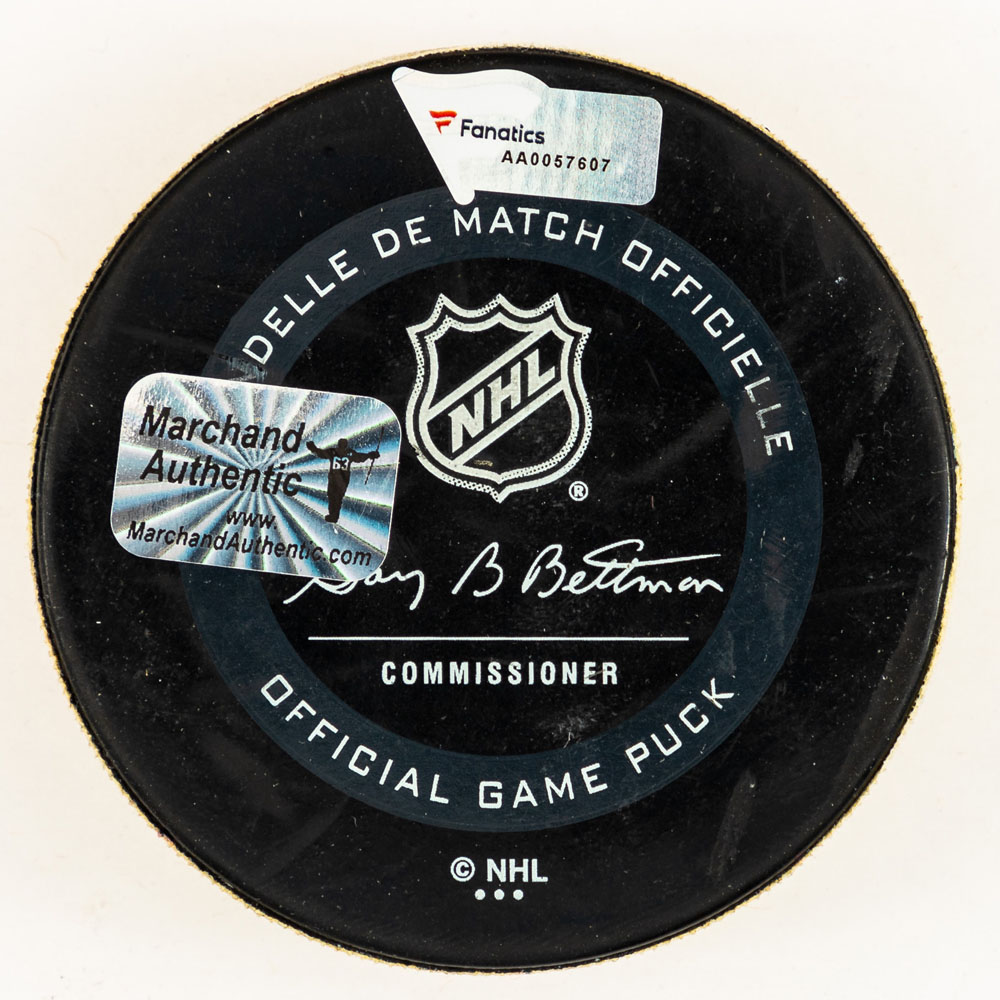 Fanatics
AA0057607
DELLE DE MATCH OFFICIELLE
NHL
®
Marchand
Authentic
63
www.
MarchandAuthentic.com
Gary B Bettman
COMMISSIONER
OFFICIAL GAME PUCK
© NHL